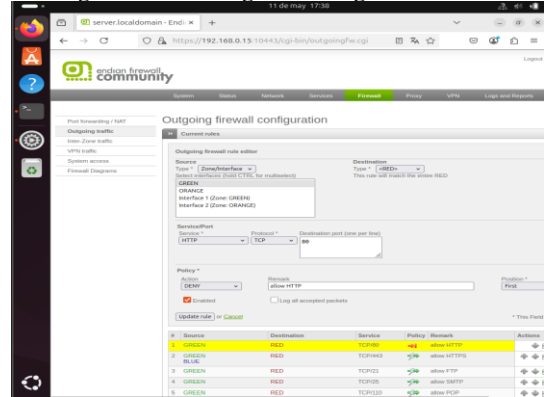 11 de may 17:38
server.localdomain - Endi
https://192.168.0.15:10443/cgi-bin/outgoingfw.cgi
endian firewall
community
Logout
System Status Network Services Firewall Proxy VPN Logs and Reports
Port forwarding / NAT
Outgoing traffic
Inter-Zone traffic
VPN traffic
System access
Firewall Diagrams
Outgoing firewall configuration
Current rules
Outgoing firewall rule editor
Source Destination
Type * Zone/Interface Type * <RED>
Select interfaces (hold CTRL for multiselect) This rule will match the entire RED
GREEN
ORANGE
Interface 1 (Zone: GREEN)
Interface 2 (Zone: ORANGE)
Service/Port
Service * Protocol * Destination port (one per line)
HTTP TCP 80
Policy *
Action Remark Position *
DENY allow HTTP First
Enabled Log all accepted packets
Update rule or Cancel * This Field
# Source Destination Service Policy Remark Actions
1 GREEN RED TCP/80 allow HTTP
2 GREEN RED TCP/443 allow HTTPS
BLUE
3 GREEN RED TCP/21 allow FTP
4 GREEN RED TCP/25 allow SMTP
5 GREEN RED TCP/110 allow POP